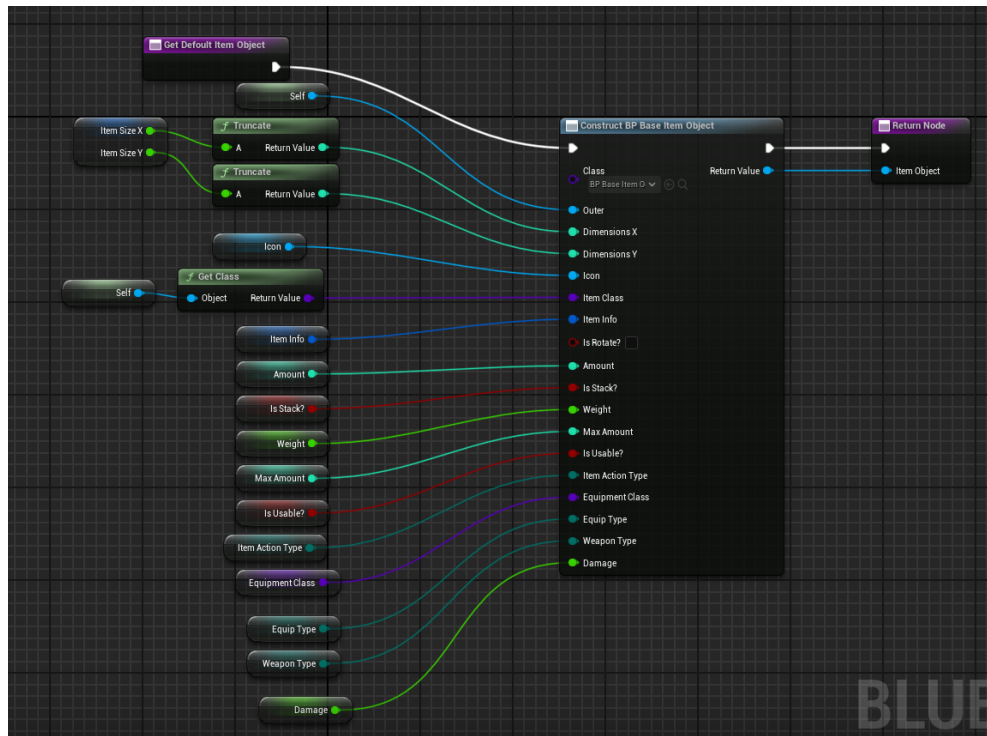 Get Defoult Item Object
Self
Item Size X
Item Size Y
Truncate
A Return Value
Truncate
A Return Value
Icon
Self
Get Class
Object Return Value
Item Info
Amount
Is Stack?
Weight
Max Amount
Is Usable?
Item Action Type
Equipment Class
Equip Type
Weapon Type
Damage
Construct BP Base Item Object
Class Return Value
BP Base Item O
Outer
Dimensions X
Dimensions Y
Icon
Item Class
Item Info
Is Rotate?
Amount
Is Stack?
Weight
Max Amount
Is Usable?
Item Action Type
Equipment Class
Equip Type
Weapon Type
Damage
Return Node
Item Object